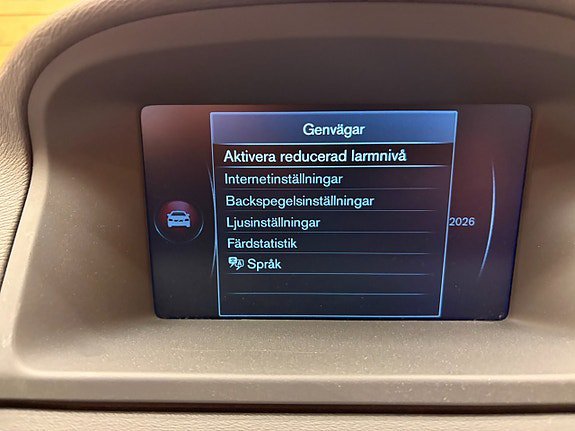 Genvägar
Aktivera reducerad larmnivå
Internetinställningar
Backspegelsinställningar
Ljusinställningar
2026
Färdstatistik
Språk